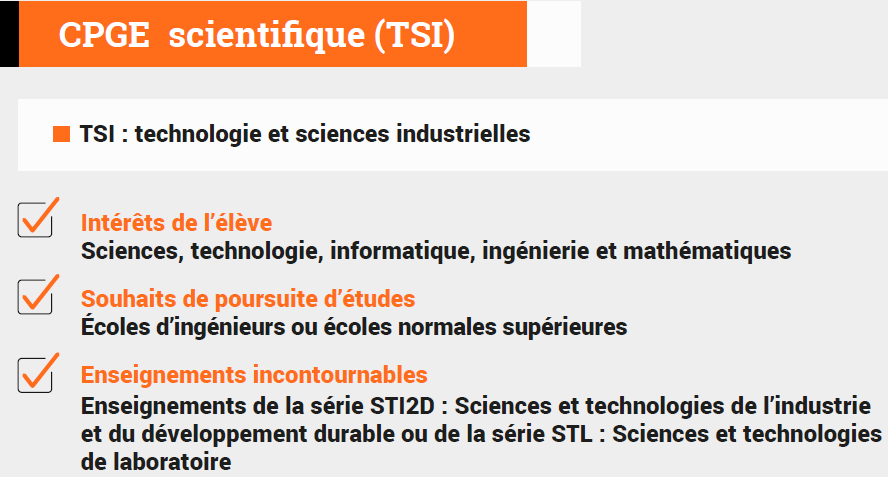 CPGE scientifique (TSI)
TSI : technologie et sciences industrielles
Intérêts de l'élève
Sciences, technologie, informatique, ingénierie et mathématiques
Souhaits de poursuite d'études
Écoles d'ingénieurs ou écoles normales supérieures
Enseignements incontournables
Enseignements de la série STI2D : Sciences et technologies de l'industrie
et du développement durable ou de la série STL : Sciences et technologies
de laboratoire